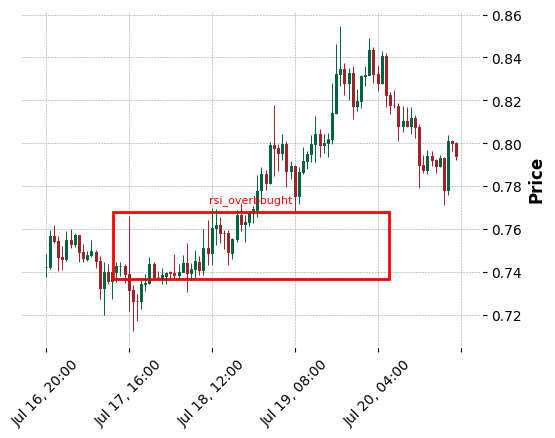 0.86
0.84
0.82
0.80
0.78
0.76
0.74
0.72
Price
rsi_overbought
Jul 16, 20:00
Jul 17, 16:00
Jul 18, 12:00
Jul 19, 08:00
Jul 20, 04:00